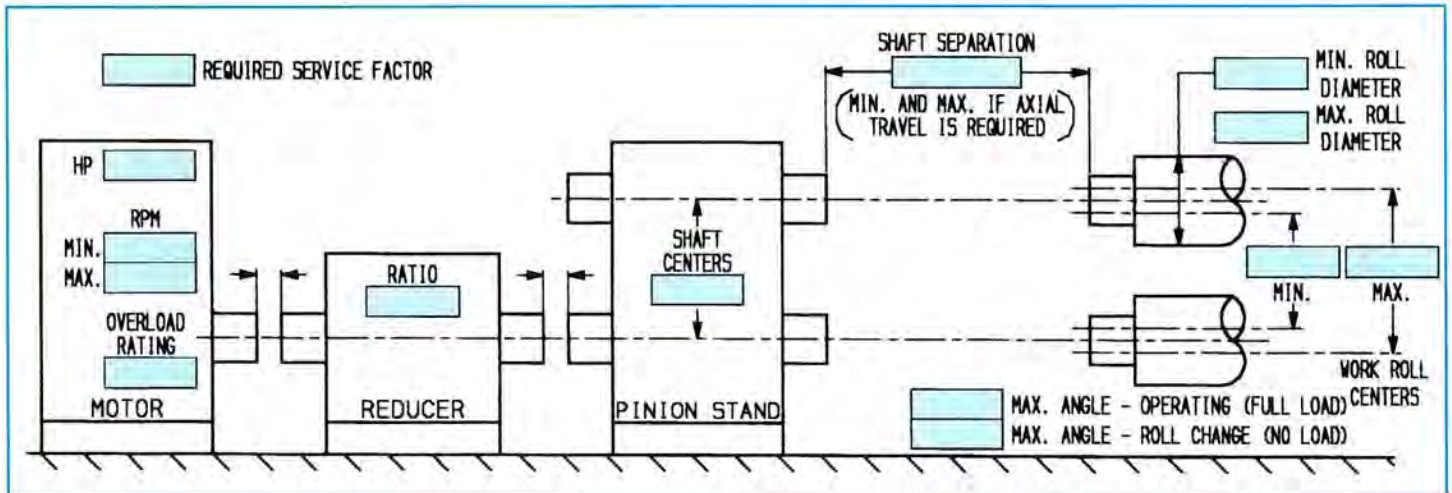 REQUIRED SERVICE FACTOR
SHAFT SEPARATION
(MIN. AND MAX. IF AXIAL
TRAVEL IS REQUIRED)
MIN. ROLL
DIAMETER
MAX. ROLL
DIAMETER
HP
RPM
MIN.
MAX.
OVERLOAD
RATING
MOTOR
RATIO
REDUCER
SHAFT
CENTERS
PINION STAND
MIN.
MAX.
WORK ROLL
CENTERS
MAX. ANGLE - OPERATING (FULL LOAD)
MAX. ANGLE - ROLL CHANGE (NO LOAD)